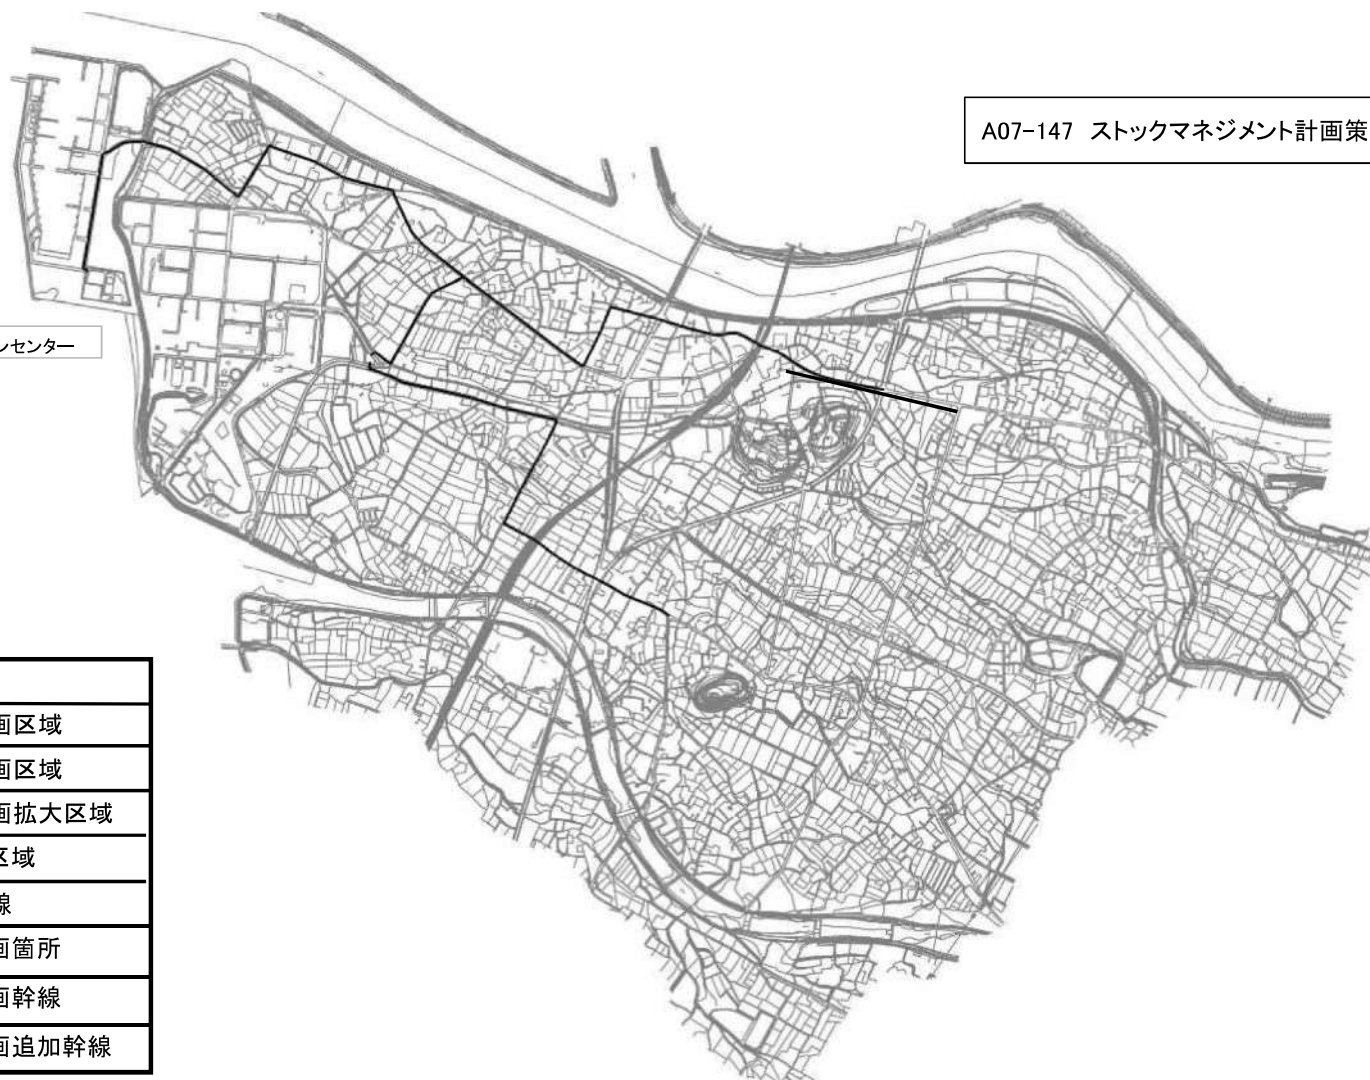 A07-147 ストックマネジメント計画策
ンセンター
画区域
画区域
画拡大区域
区域
線
画箇所
画幹線
画追加幹線